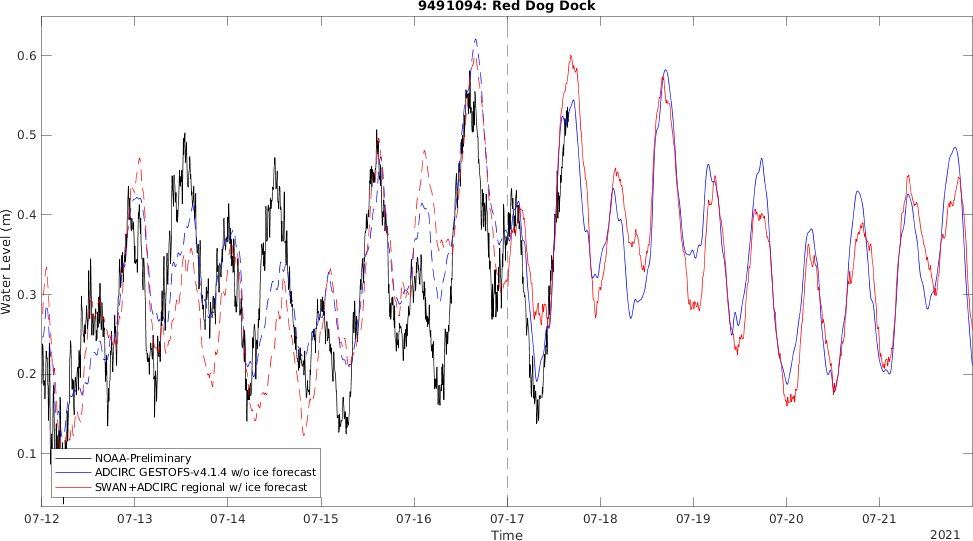 9491094: Red Dog Dock
0.6
0.5
0.4
0.3
0.2
0.1
Water Level (m)
NOAA-Preliminary
ADCIRC GESTOFS-v4.1.4 w/o ice forecast
SWAN+ADCIRC regional w/ ice forecast
07-12 07-13 07-14 07-15 07-16 07-17 07-18 07-19 07-20 07-21
Time
2021